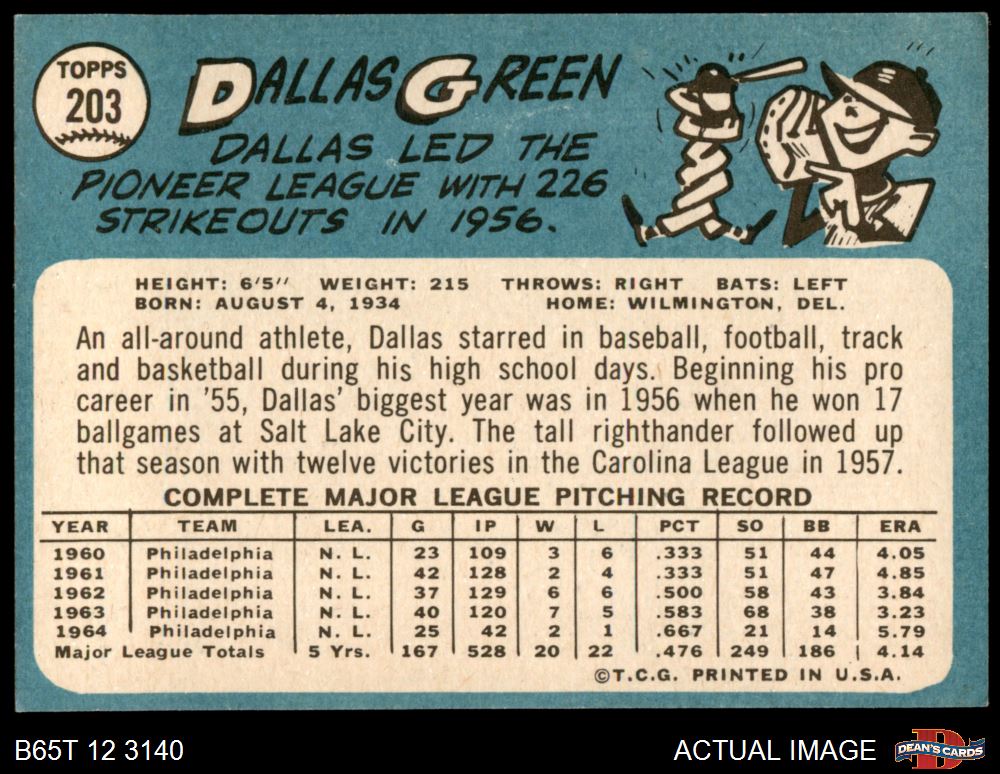 TOPPS
203
DALLAS GREEN
DALLAS LED THE
PIONEER LEAGUE WITH 226
STRIKEOUTS IN 1956.
HEIGHT: 6'5" WEIGHT: 215 THROWS: RIGHT BATS: LEFT
BORN: AUGUST 4, 1934 HOME: WILMINGTON, DEL.
An all-around athlete, Dallas starred in baseball, football, track
and basketball during his high school days. Beginning his pro
career in '55, Dallas' biggest year was in 1956 when he won 17
ballgames at Salt Lake City. The tall righthander followed up
that season with twelve victories in the Carolina League in 1957.
COMPLETE MAJOR LEAGUE PITCHING RECORD
YEAR TEAM LEA. G IP W L PCT SO BB ERA
1960 Philadelphia N. L. 23 109 3 6 .333 51 44 4.05
1961 Philadelphia N. L. 42 128 2 4 .333 51 47 4.85
1962 Philadelphia N. L. 37 129 6 6 .500 58 43 3.84
1963 Philadelphia N. L. 40 120 7 5 .583 68 38 3.23
1964 Philadelphia N. L. 25 42 2 1 .667 21 14 5.79
Major League Totals 5 Yrs. 167 528 20 22 .476 249 186 4.14
©T.C.G. PRINTED IN U.S.A.
B65T 12 3140 ACTUAL IMAGE DEAN'S CARDS